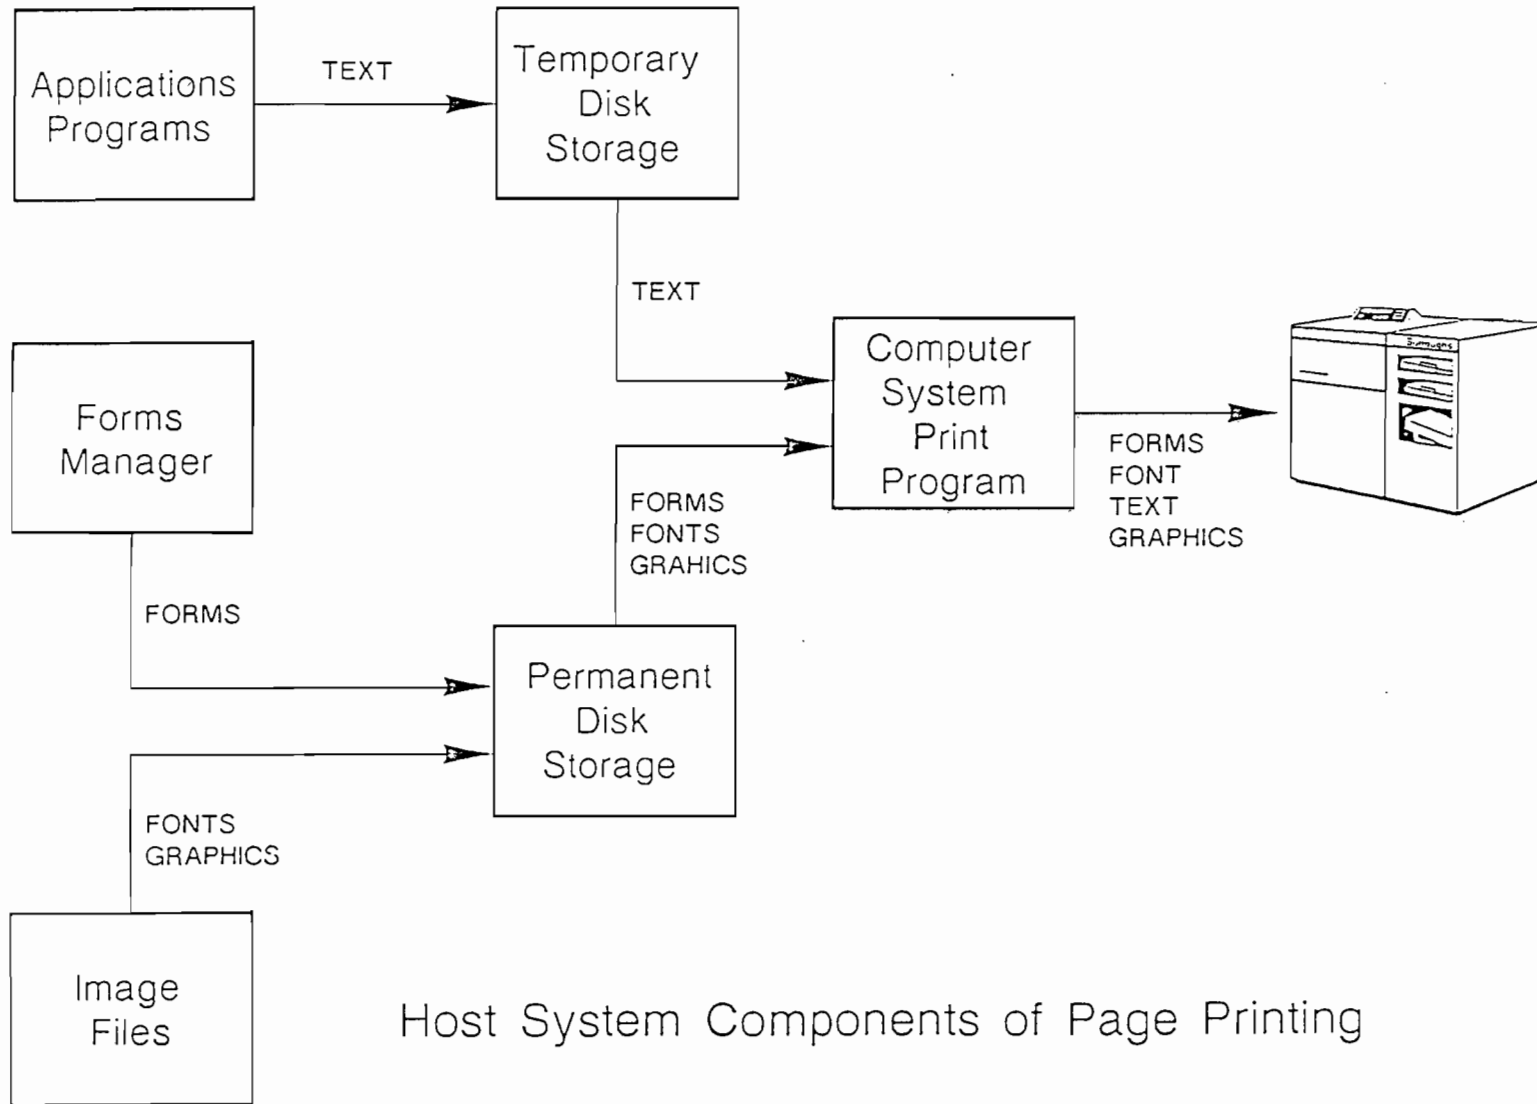 Applications
Programs
TEXT
Temporary
Disk
Storage
TEXT
Forms
Manager
FORMS
Computer
System
Print
Program
Burroughs
FORMS
FONT
TEXT
GRAPHICS
FORMS
FONTS
GRAHICS
Permanent
Disk
Storage
FONTS
GRAPHICS
Image
Files
Host System Components of Page Printing